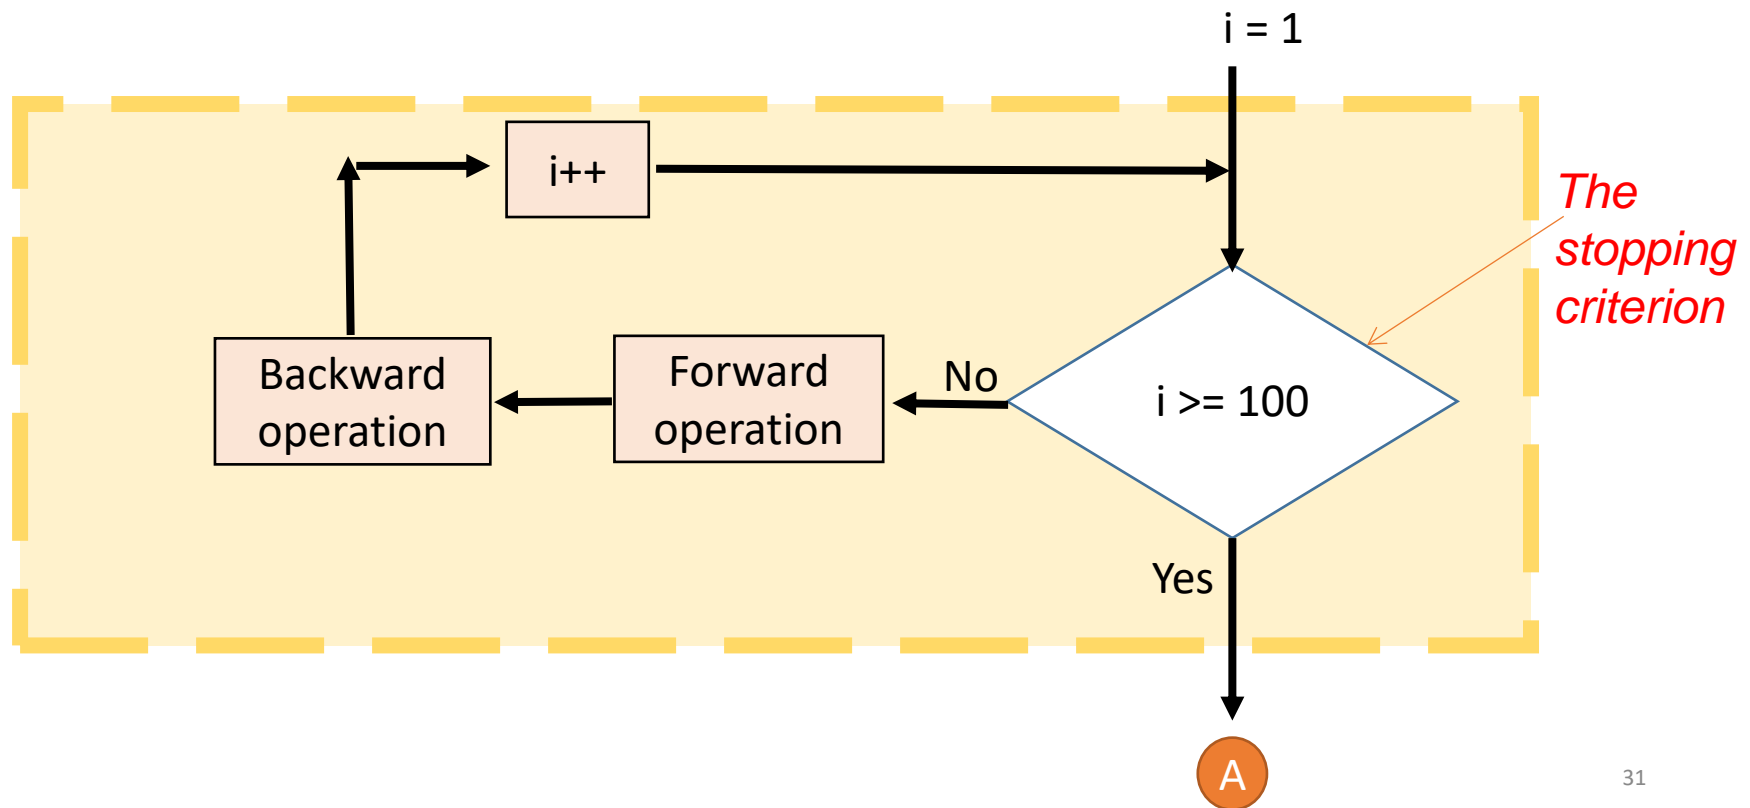 i = 1
i++
The
stopping
criterion
Backward
operation
Forward
operation
No
i >= 100
Yes
A
31